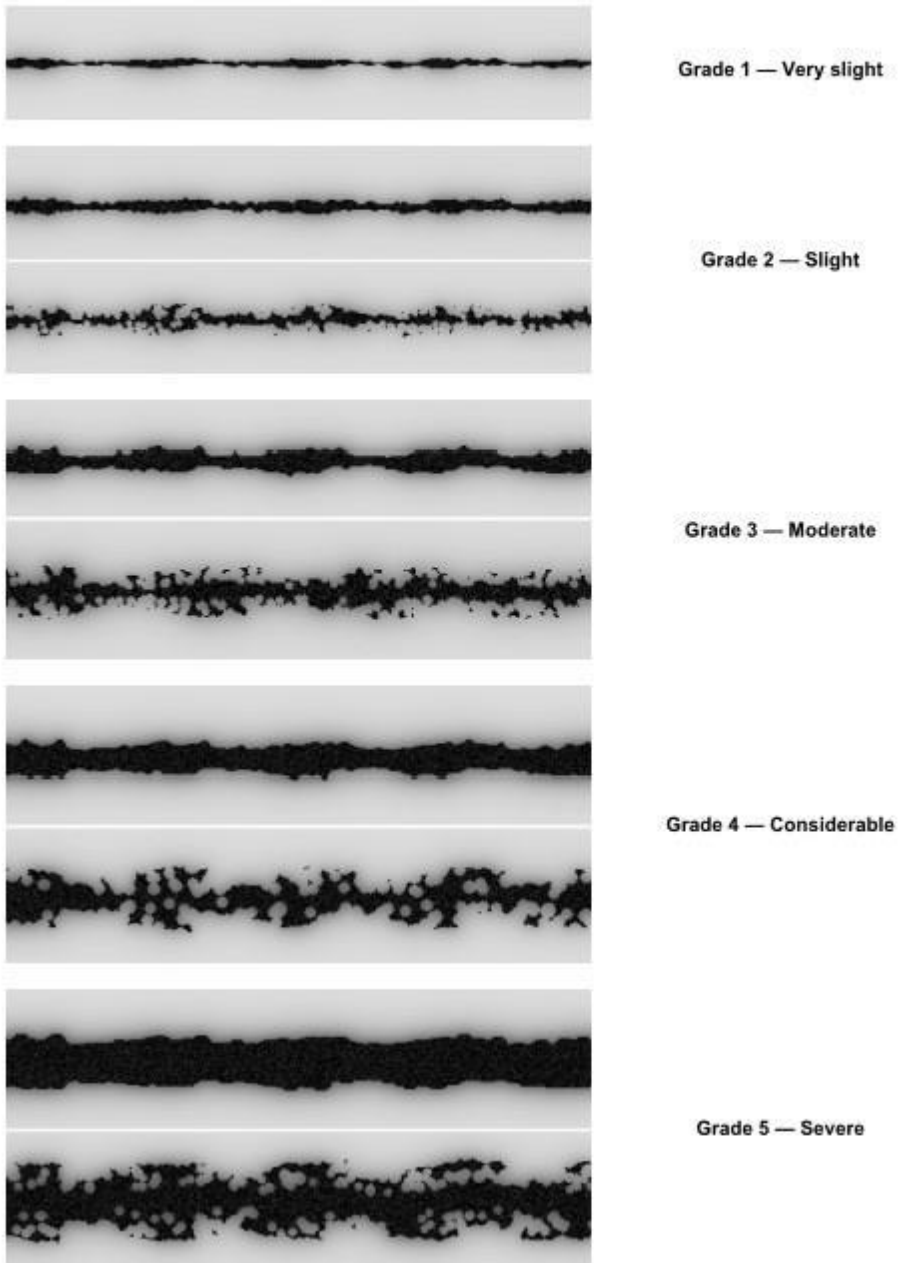 Grade 1 — Very slight
Grade 2 — Slight
Grade 3 — Moderate
Grade 4 — Considerable
Grade 5 — Severe